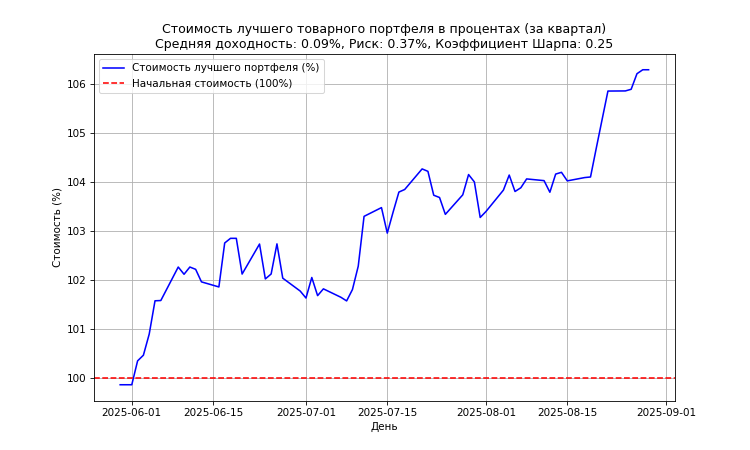 Стоимость лучшего товарного портфеля в процентах (за квартал)
Средняя доходность: 0.09%, Риск: 0.37%, Коэффициент Шарпа: 0.25
Стоимость лучшего портфеля (%)
Начальная стоимость (100%)
Стоимость (%)
106
105
104
103
102
101
100
2025-06-01
2025-06-15
2025-07-01
2025-07-15
2025-08-01
2025-08-15
2025-09-01
День